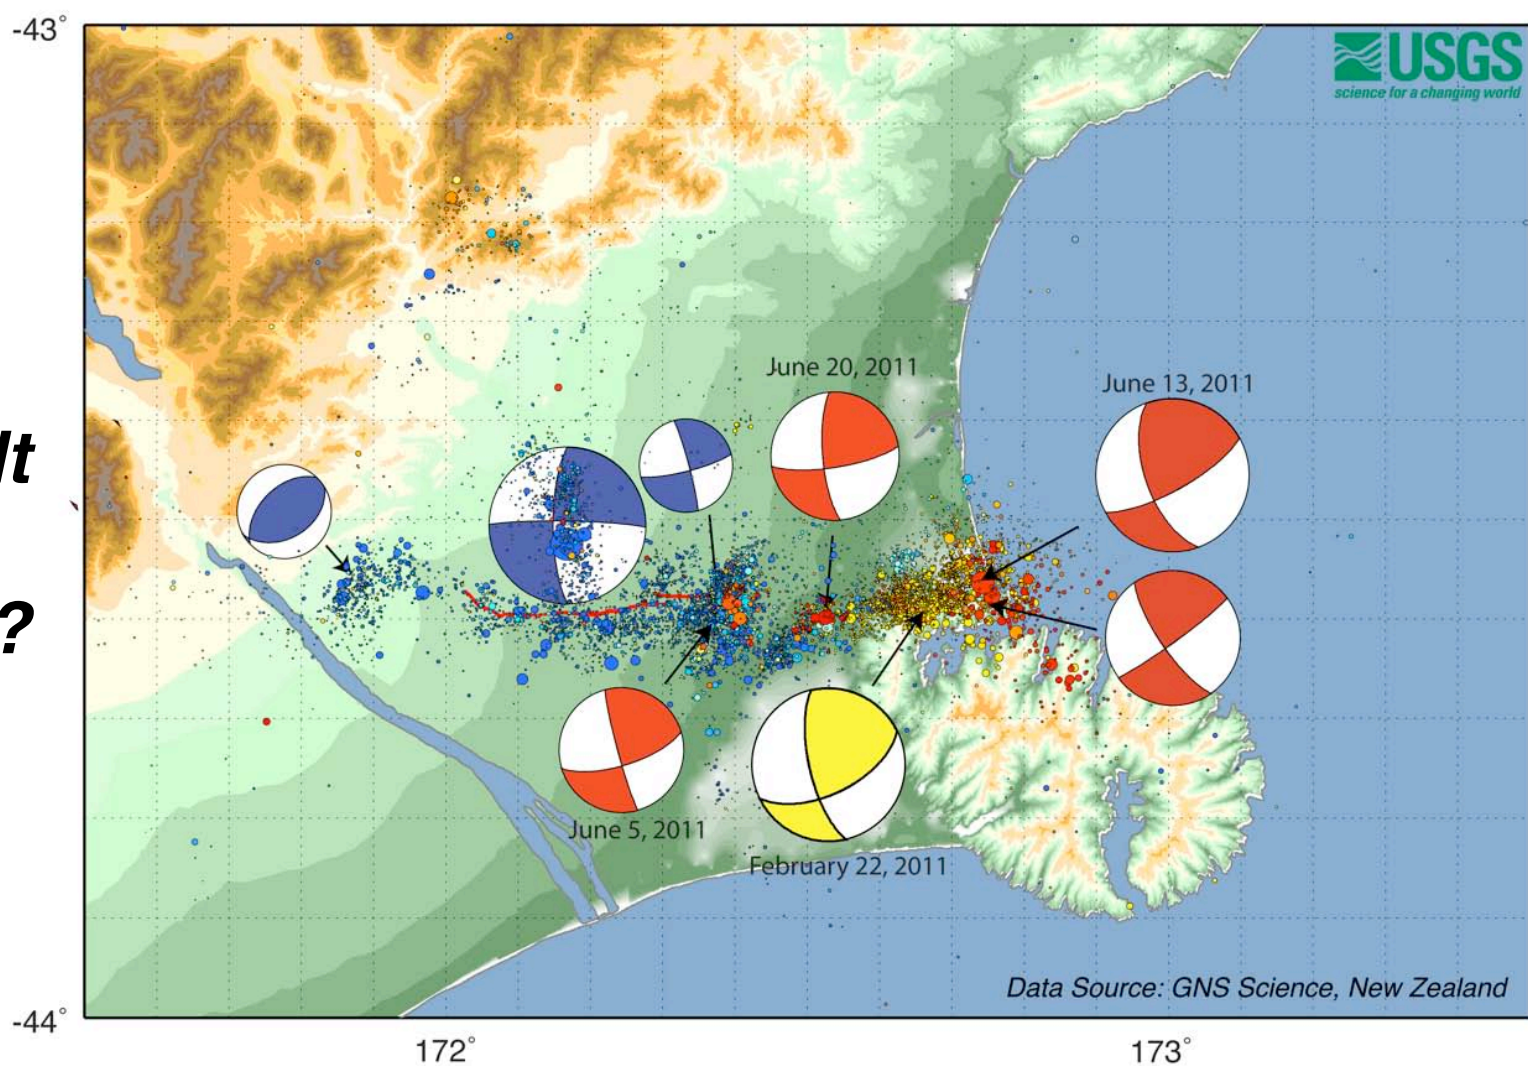 -43°
USGS
science for a changing world
June 20, 2011
June 13, 2011
lt
?
June 5, 2011
February 22, 2011
Data Source: GNS Science, New Zealand
-44°
172°
173°